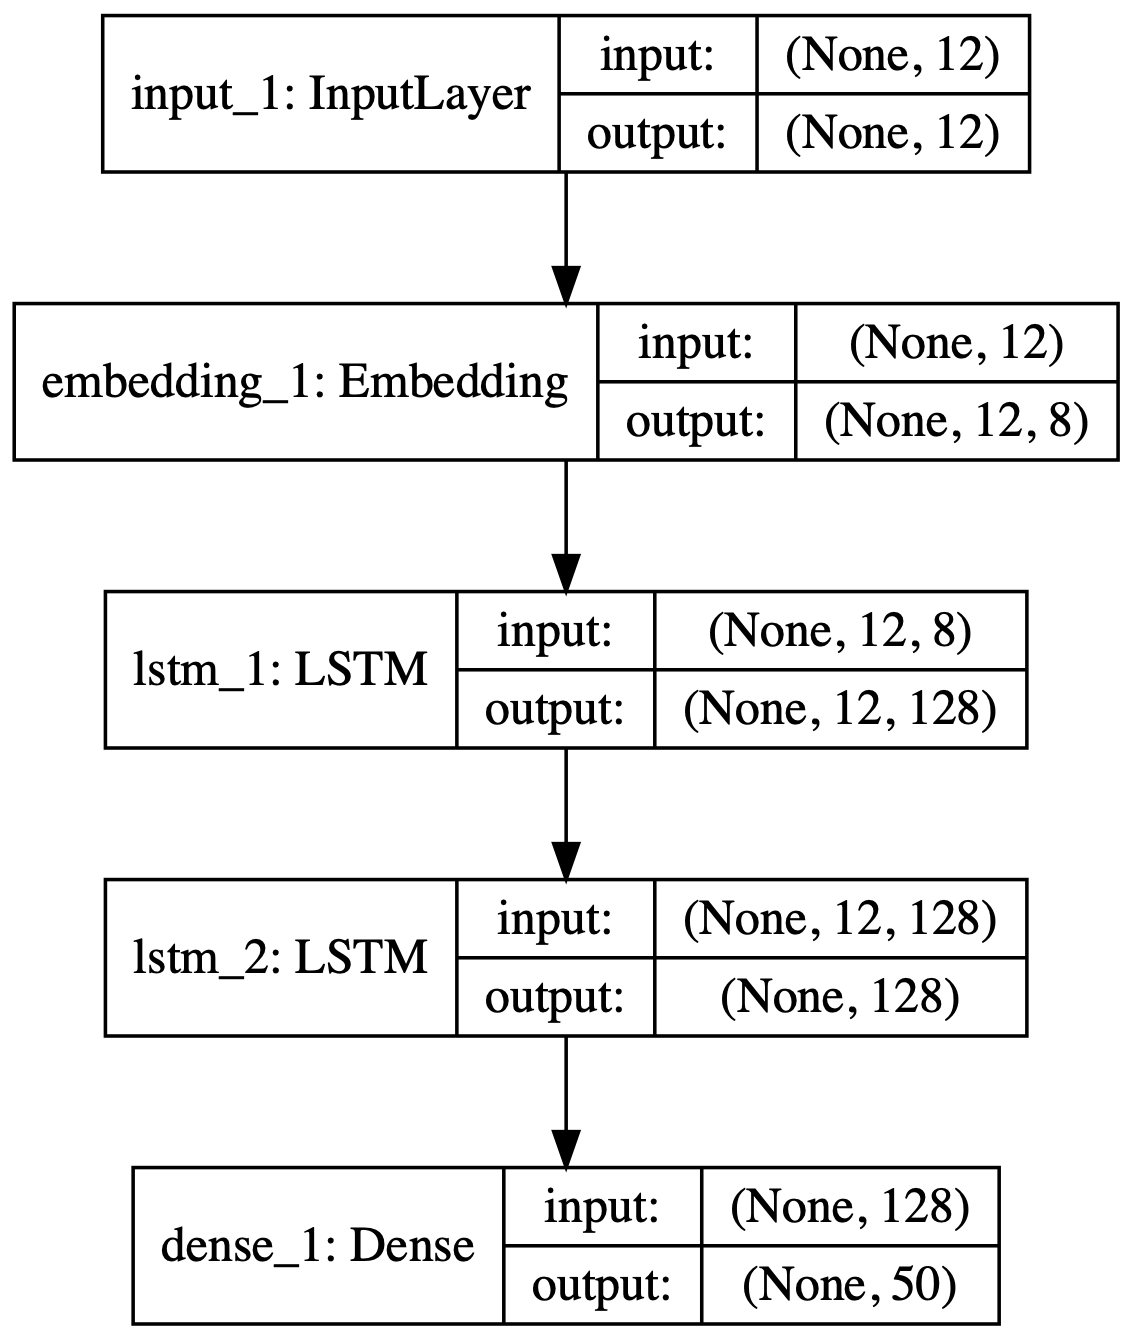 input_1: InputLayer
input: (None, 12)
output: (None, 12)
embedding_1: Embedding
input: (None, 12)
output: (None, 12, 8)
lstm_1: LSTM
input: (None, 12, 8)
output: (None, 12, 128)
lstm_2: LSTM
input: (None, 12, 128)
output: (None, 128)
dense_1: Dense
input: (None, 128)
output: (None, 50)